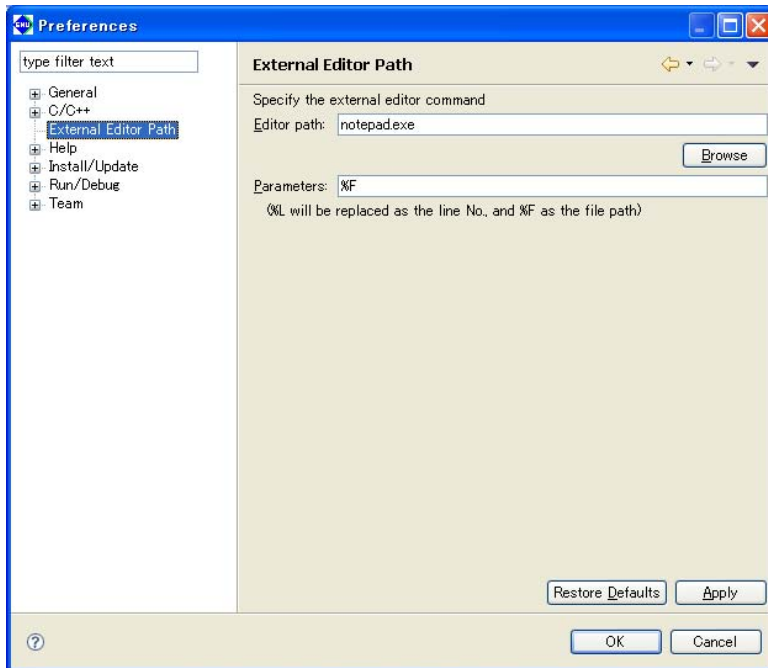 Preferences
type filter text
General
C/C++
External Editor Path
Help
Install/Update
Run/Debug
Team
External Editor Path
Specify the external editor command
Editor path: notepad.exe
Browse
Parameters: %F
(%L will be replaced as the line No., and %F as the file path)
Restore Defaults Apply
OK Cancel